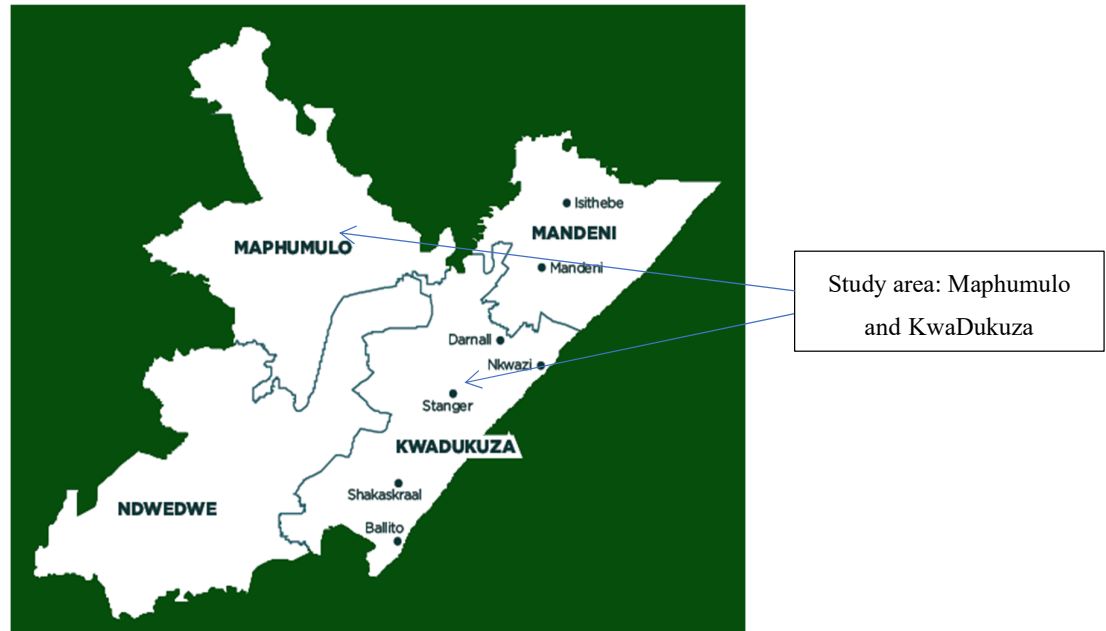 Isithebe
MANDENI
MAPHUMULO
Mandeni
Study area: Maphumulo
and KwaDukuza
Darnall
Nkwazi
Stanger
KWADUKUZA
Shakaskraal
NDWEDWE
Ballito